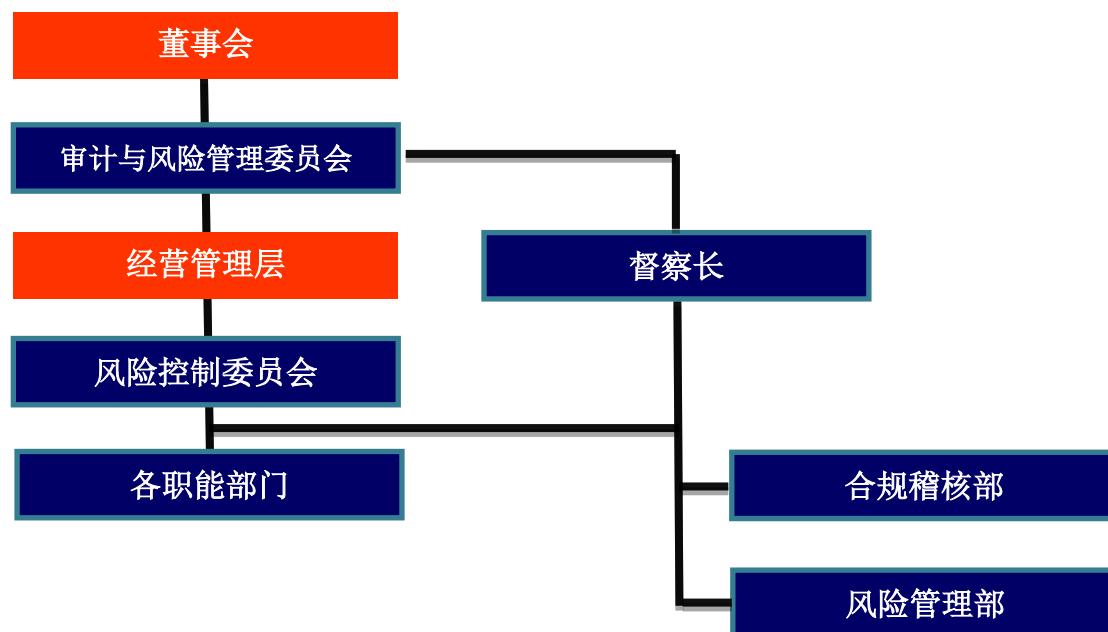 董事会
审计与风险管理委员会
经营管理层
督察长
风险控制委员会
各职能部门
合规稽核部
风险管理部